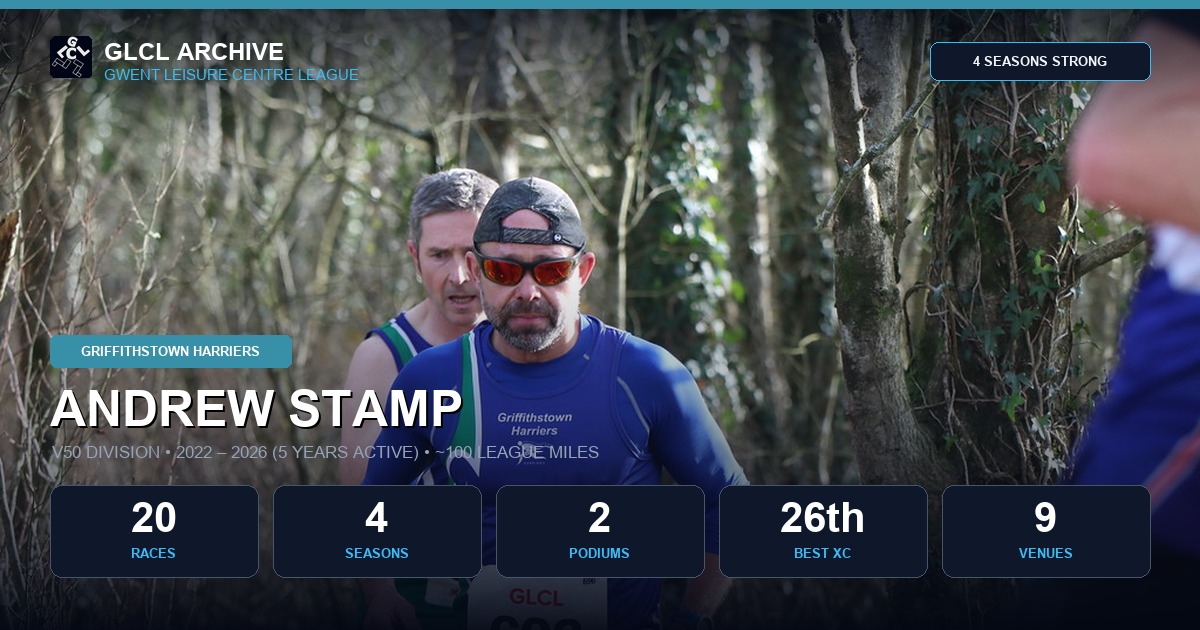 GLCL ARCHIVE
GWENT LEISURE CENTRE LEAGUE
4 SEASONS STRONG
GRIFFITHSTOWN HARRIERS
ANDREW STAMP
V50 DIVISION • 2022 – 2026 (5 YEARS ACTIVE) • ~100 LEAGUE MILES
Griffithstown
Harriers
20
RACES
4
SEASONS
2
PODIUMS
26th
BEST XC
9
VENUES
GLCL